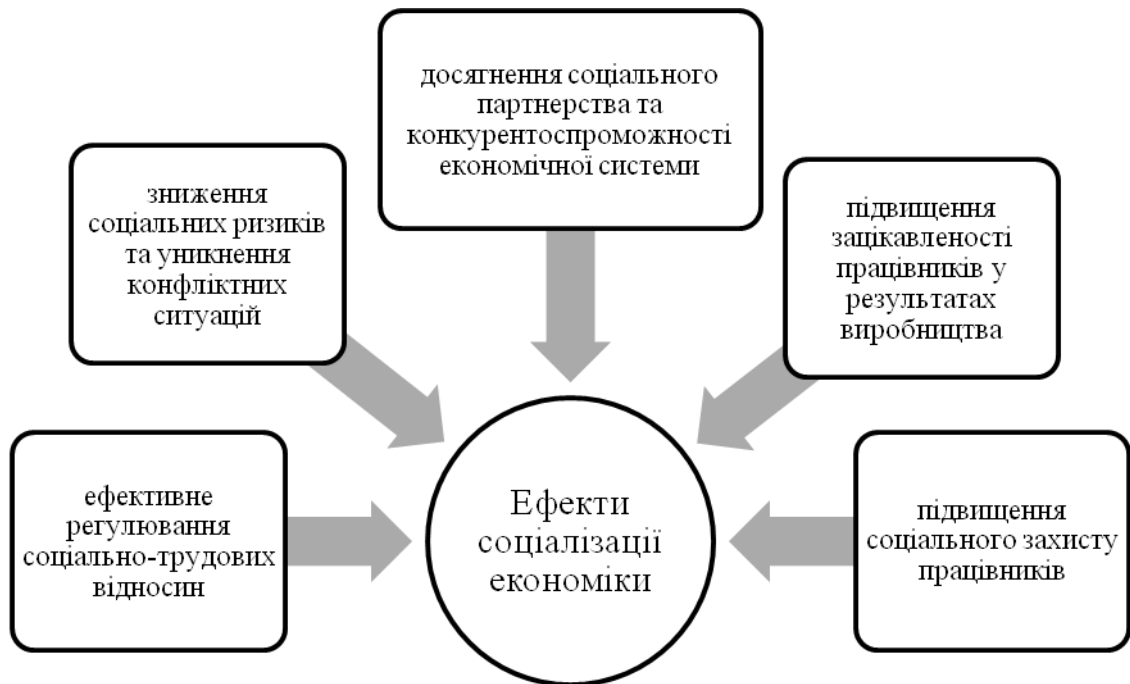 досягнення соціального
партнерства та
конкурентоспроможності
економічної системи
зниження
соціальних ризиків
та уникнення
конфліктних
ситуацій
підвищення
зацікавленості
працівників у
результатах
виробництва
ефективне
регулювання
соціально-трудових
відносин
Ефекти
соціалізації
економіки
підвищення
соціального захисту
працівників